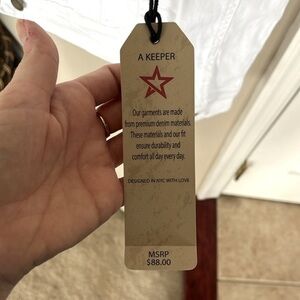 A KEEPER
Our garments are made
from premium denim materials.
These materials and our fit
ensure durability and
comfort all day every day.
DESIGNED IN NYC WITH LOVE
MSRP
$88.00